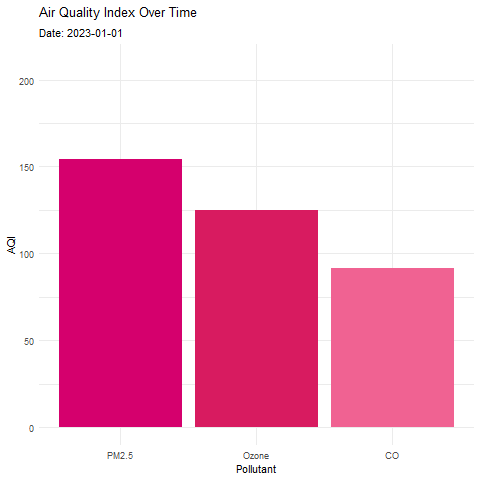 Air Quality Index Over Time
Date: 2023-01-01
200
150
100
50
0
AQI
PM2.5 Ozone CO
Pollutant